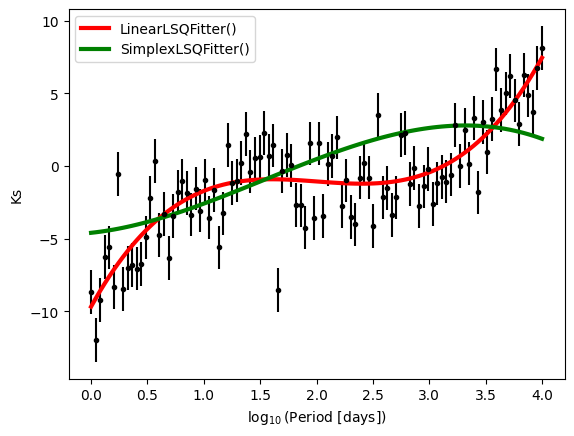 LinearLSQFitter()
SimplexLSQFitter()
10
5
0
−5
−10
Ks
0.0 0.5 1.0 1.5 2.0 2.5 3.0 3.5 4.0
log₁₀(Period [days])